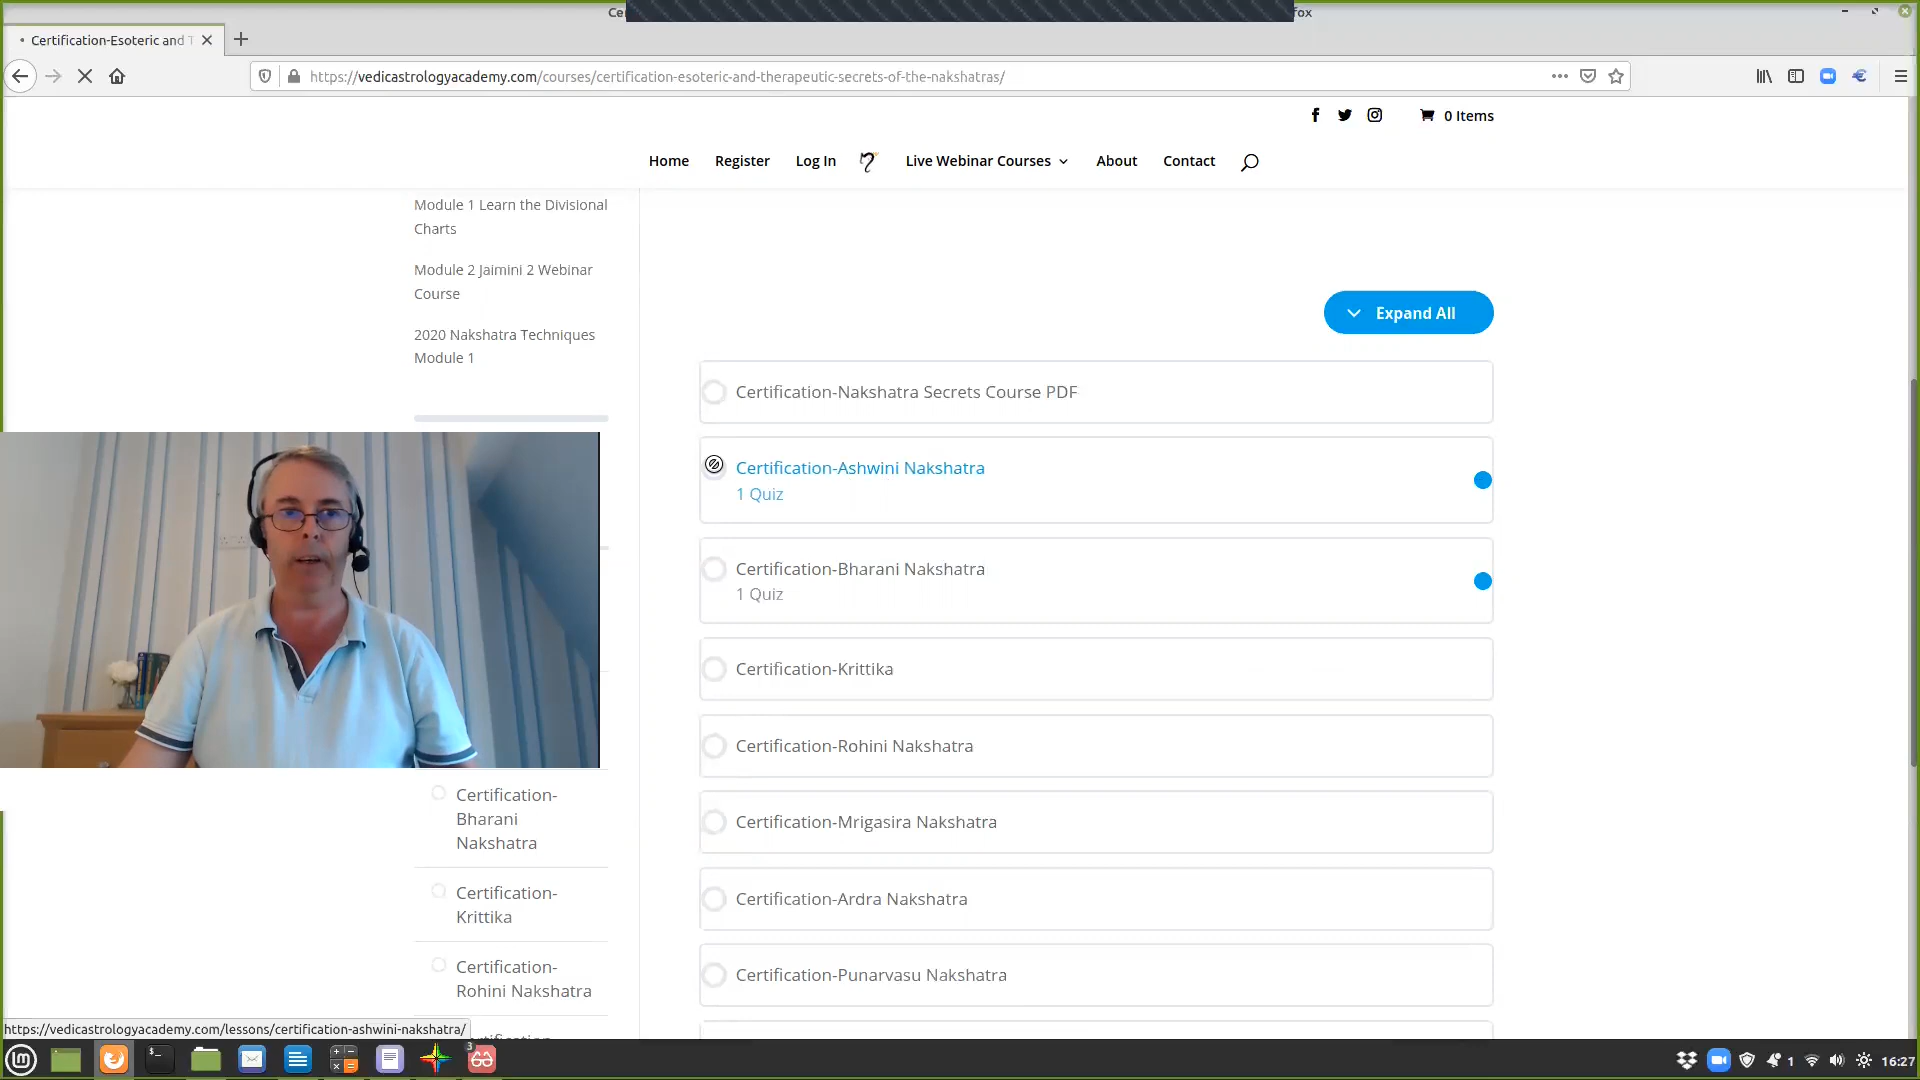 Cer
fox
Certification-Esoteric and T
https://vedicastrologyacademy.com/courses/certification-esoteric-and-therapeutic-secrets-of-the-nakshatras/
0 Items
Home Register Log In Live Webinar Courses About Contact
Module 1 Learn the Divisional
Charts
Module 2 Jaimini 2 Webinar
Course
2020 Nakshatra Techniques
Module 1
Expand All
Certification-Nakshatra Secrets Course PDF
Certification-Ashwini Nakshatra
1 Quiz
Certification-Bharani Nakshatra
1 Quiz
Certification-Krittika
Certification-Rohini Nakshatra
Certification-Mrigasira Nakshatra
Certification-Ardra Nakshatra
Certification-Punarvasu Nakshatra
Certification-
Bharani
Nakshatra
Certification-
Krittika
Certification-
Rohini Nakshatra
https://vedicastrologyacademy.com/lessons/certification-ashwini-nakshatra/
3
1
16:27